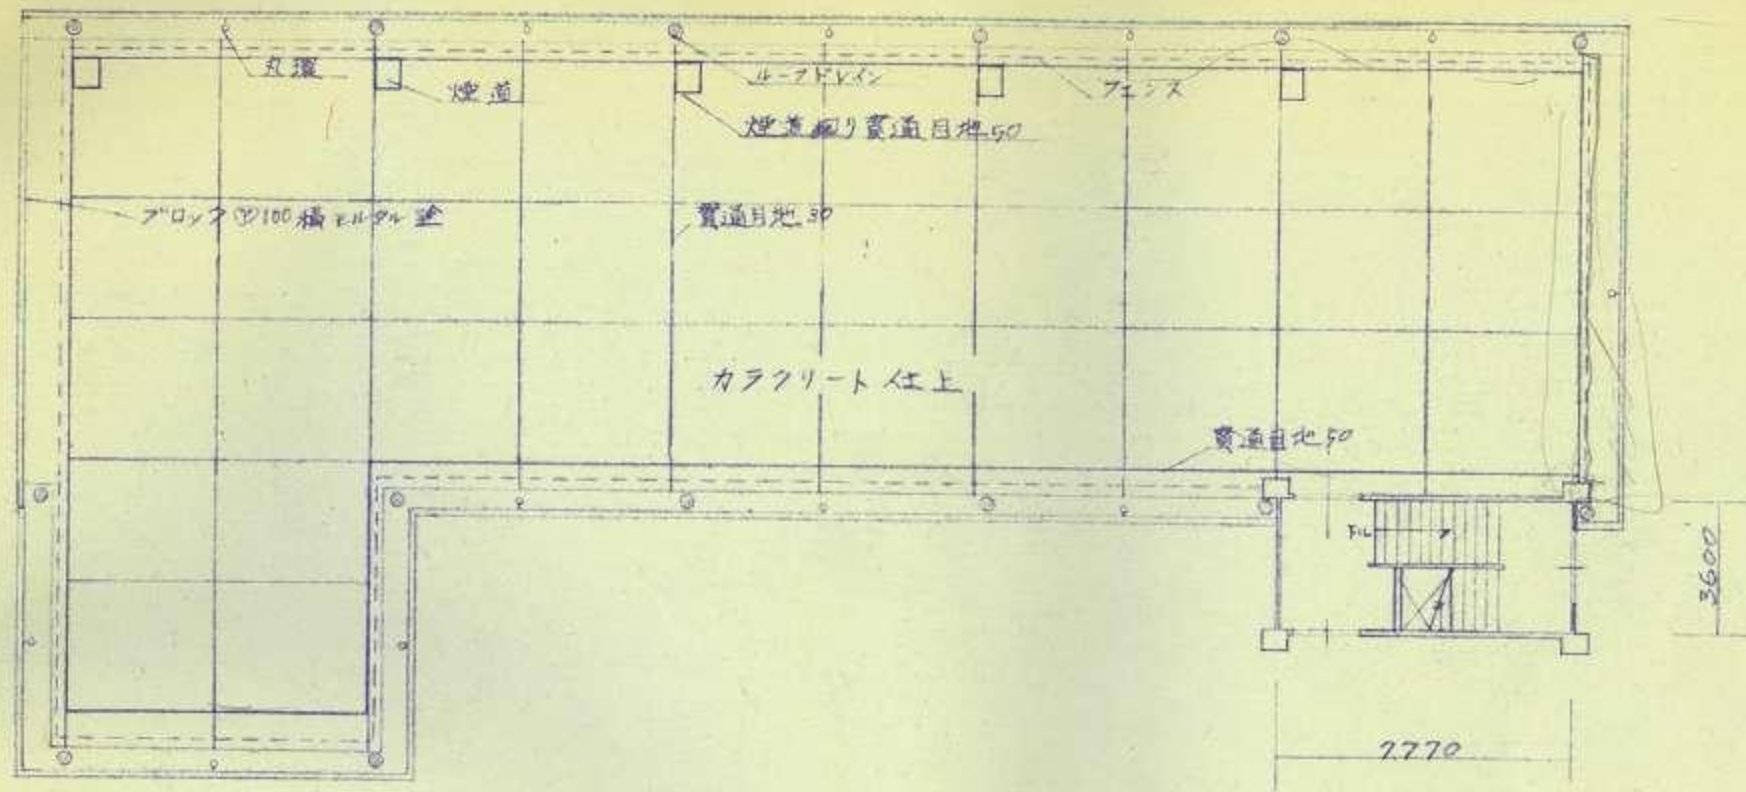 丸環
煙道
ルーフドレイン
フェンス
煙道廻り貫通目地50
ブロック㋐100積モルタル塗
貫通目地30
カラクリート仕上
貫通目地50
3600
7770